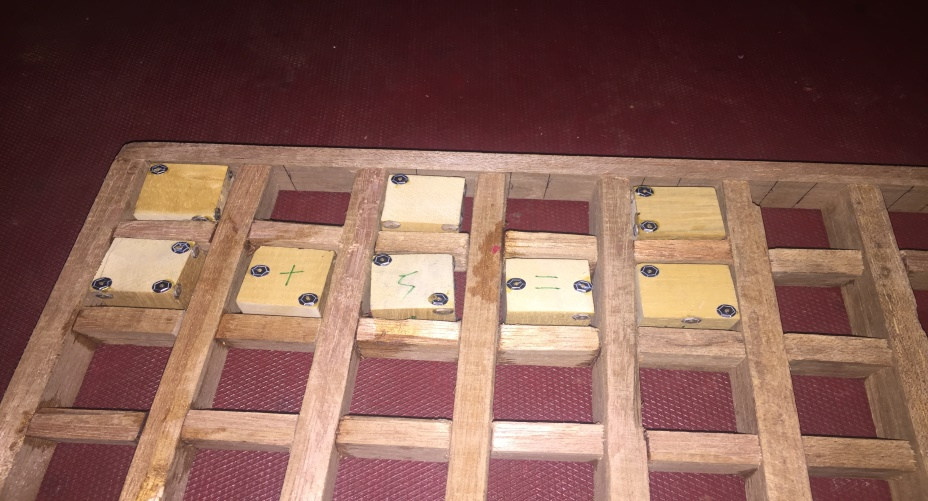 + 5 =